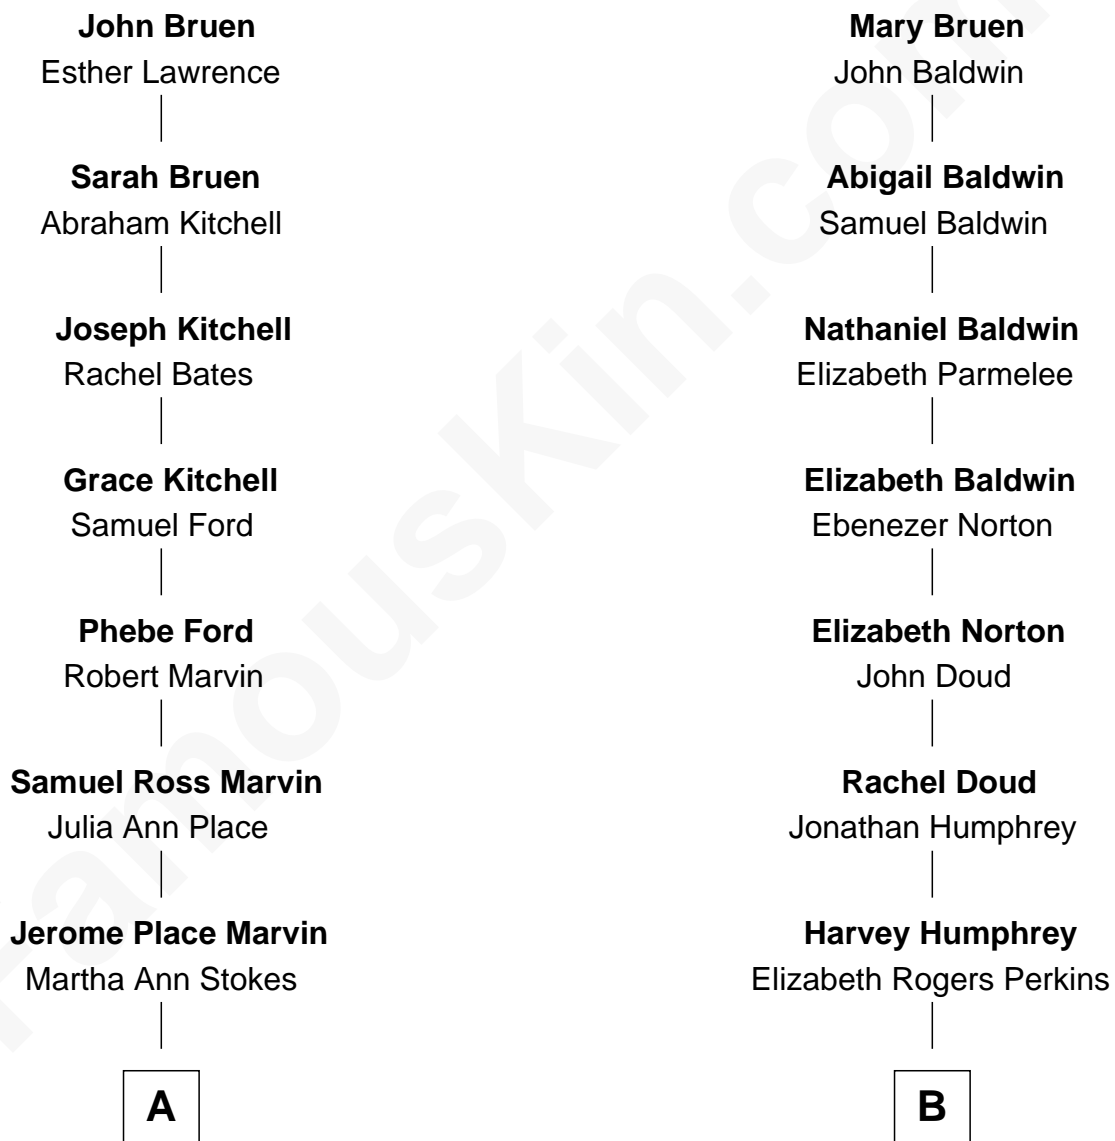 John Bruen
Esther Lawrence
Sarah Bruen
Abraham Kitchell
Joseph Kitchell
Rachel Bates
Grace Kitchell
Samuel Ford
Phebe Ford
Robert Marvin
Samuel Ross Marvin
Julia Ann Place
Jerome Place Marvin
Martha Ann Stokes
A
Mary Bruen
John Baldwin
Abigail Baldwin
Samuel Baldwin
Nathaniel Baldwin
Elizabeth Parmelee
Elizabeth Baldwin
Ebenezer Norton
Elizabeth Norton
John Doud
Rachel Doud
Jonathan Humphrey
Harvey Humphrey
Elizabeth Rogers Perkins
B
FamousKin.com